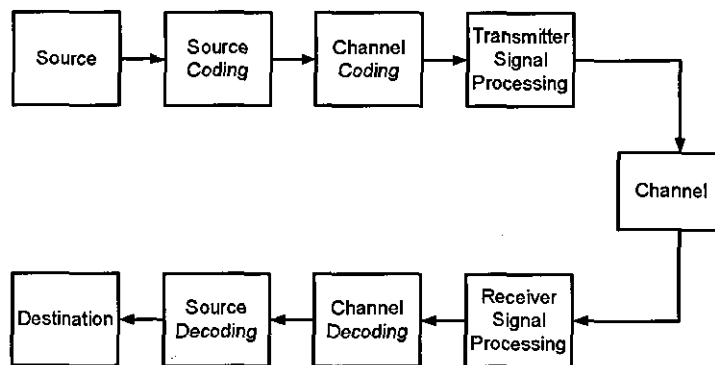 Source
Source
Coding
Channel
Coding
Transmitter
Signal
Processing
Channel
Destination
Source
Decoding
Channel
Decoding
Receiver
Signal
Processing